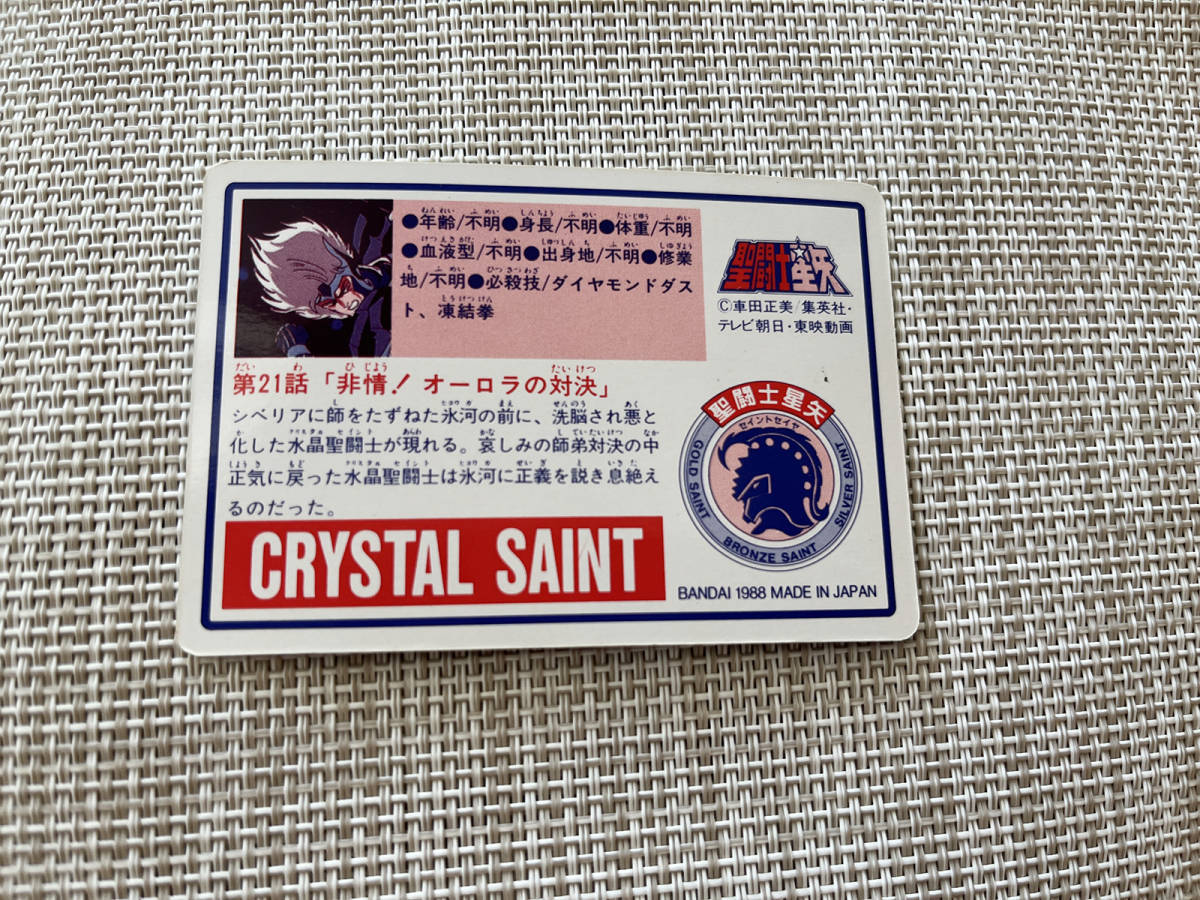 ●年齢/不明●身長/不明●体重/不明
●血液型/不明●出身地/不明●修業
地/不明●必殺技/ダイヤモンドダス
ト、凍結拳
第21話「非情！オーロラの対決」
シベリアに師をたずねた氷河の前に、洗脳され悪と
化した水晶聖闘士が現れる。哀しみの師弟対決の中
正気に戻った水晶聖闘士は氷河に正義を説き息絶え
るのだった。
CRYSTAL SAINT
聖闘士星矢
©車田正美/集英社・
テレビ朝日・東映動画
聖闘士星矢
セイントセイヤ
GOLD SAINT
BRONZE SAINT
SILVER SAINT
BANDAI 1988 MADE IN JAPAN